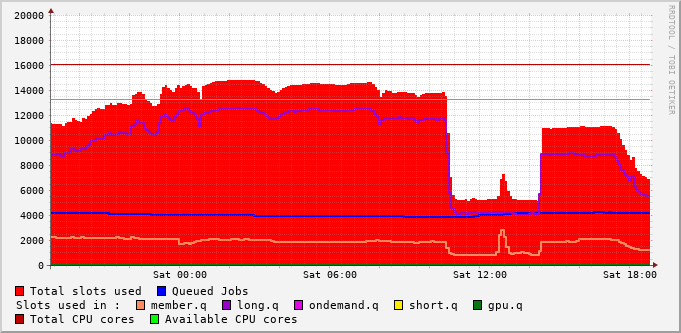 RRDTOOL / TOBI OETIKER
20000
18000
16000
14000
12000
10000
8000
6000
4000
2000
0
Sat 00:00 Sat 06:00 Sat 12:00 Sat 18:00
Total slots used Queued Jobs
Slots used in : member.q long.q ondemand.q short.q gpu.q
Total CPU cores Available CPU cores